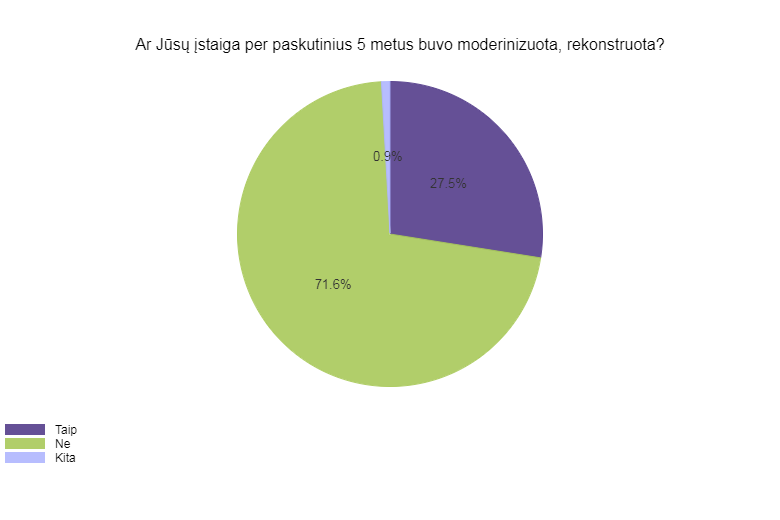 Ar Jūsų įstaiga per paskutinius 5 metus buvo moderinizuota, rekonstruota?
0.9%
27.5%
71.6%
Taip
Ne
Kita